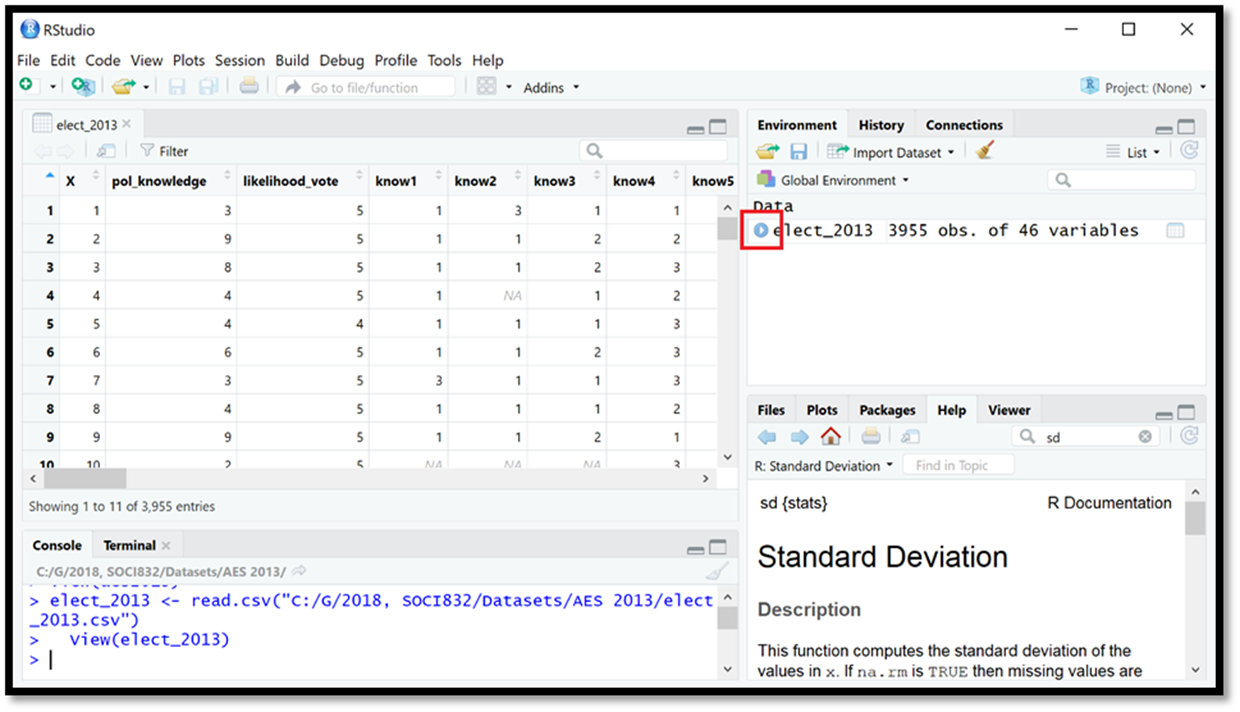 RStudio
File Edit Code View Plots Session Build Debug Profile Tools Help
Go to file/function Addins Project: (None)
elect_2013
Filter
X pol_knowledge likelihood_vote know1 know2 know3 know4 know5
1 1 3 5 1 3 1 1
2 2 9 5 1 1 2 2
3 3 8 5 1 1 2 3
4 4 4 5 1 NA 1 2
5 5 4 4 1 1 1 3
6 6 6 5 1 1 2 3
7 7 3 5 3 1 1 3
8 8 4 5 1 1 1 2
9 9 9 5 1 1 2 1
10 10 2 5 NA NA NA 3
Showing 1 to 11 of 3,955 entries
Console Terminal
C:/G/2018, SOCI832/Datasets/AES 2013/
> elect_2013 <- read.csv("C:/G/2018, SOCI832/Datasets/AES 2013/elect
_2013.csv")
> View(elect_2013)
>
Environment History Connections
Import Dataset List
Global Environment
Data
elect_2013 3955 obs. of 46 variables
Files Plots Packages Help Viewer
sd
R: Standard Deviation Find in Topic
sd {stats} R Documentation
Standard Deviation
Description
This function computes the standard deviation of the
values in x. If na.rm is TRUE then missing values are